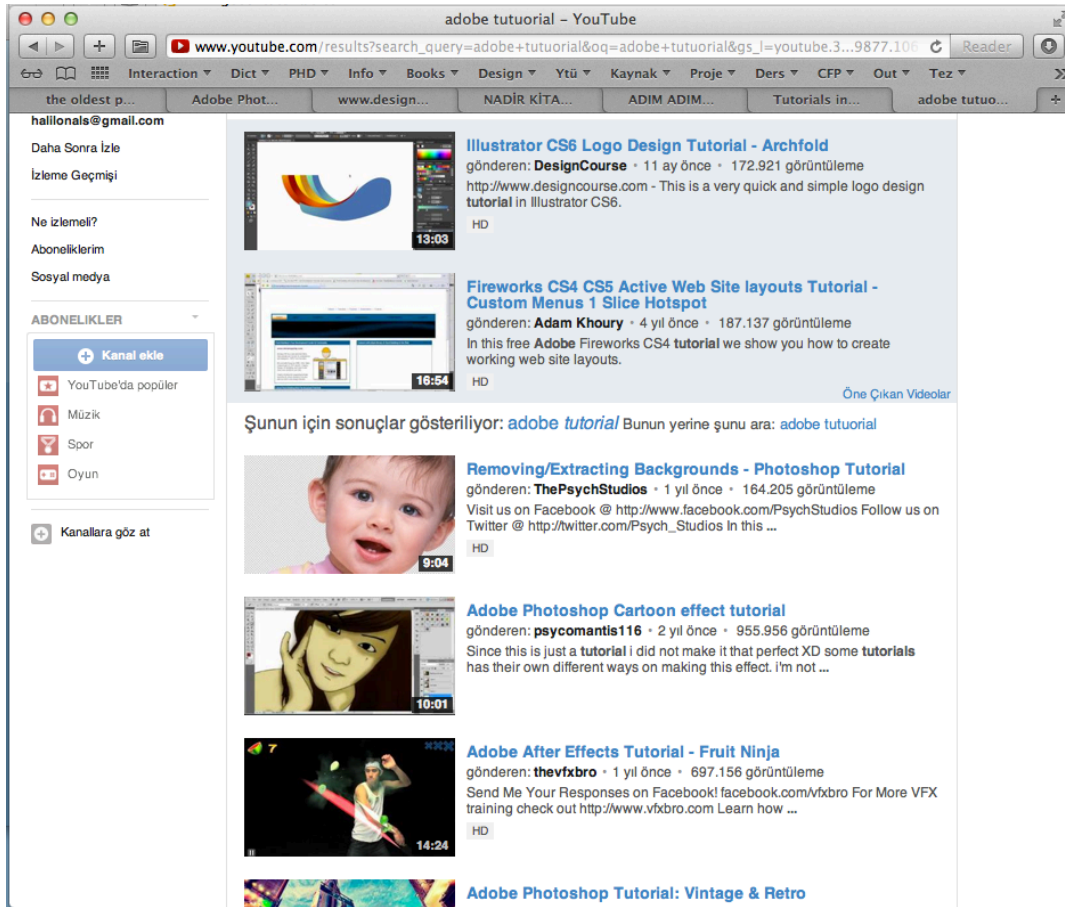 adobe tutuorial – YouTube
www.youtube.com/results?search_query=adobe+tutuorial&oq=adobe+tutuorial&gs_l=youtube.3...9877.106 Reader
Interaction Dict PHD Info Books Design Ytü Kaynak Proje Ders CFP Out Tez
the oldest p... Adobe Phot... www.design... NADİR KİTA... ADIM ADIM... Tutorials in... adobe tutuo...
halilonals@gmail.com
Daha Sonra İzle
İzleme Geçmişi
Ne izlemeli?
Aboneliklerim
Sosyal medya
ABONELIKLER
Kanal ekle
YouTube'da popüler
Müzik
Spor
Oyun
Kanallara göz at
Illustrator CS6 Logo Design Tutorial - Archfold
gönderen: DesignCourse • 11 ay önce • 172.921 görüntüleme
http://www.designcourse.com - This is a very quick and simple logo design
tutorial in Illustrator CS6.
HD
13:03
Fireworks CS4 CS5 Active Web Site layouts Tutorial -
Custom Menus 1 Slice Hotspot
gönderen: Adam Khoury • 4 yıl önce • 187.137 görüntüleme
In this free Adobe Fireworks CS4 tutorial we show you how to create
working web site layouts.
HD
16:54
Öne Çıkan Videolar
Şunun için sonuçlar gösteriliyor: adobe tutorial Bunun yerine şunu ara: adobe tutuorial
Removing/Extracting Backgrounds - Photoshop Tutorial
gönderen: ThePsychStudios • 1 yıl önce • 164.205 görüntüleme
Visit us on Facebook @ http://www.facebook.com/PsychStudios Follow us on
Twitter @ http://twitter.com/Psych_Studios In this ...
HD
9:04
Adobe Photoshop Cartoon effect tutorial
gönderen: psycomantis116 • 2 yıl önce • 955.956 görüntüleme
Since this is just a tutorial i did not make it that perfect XD some tutorials
has their own different ways on making this effect. i'm not ...
10:01
Adobe After Effects Tutorial - Fruit Ninja
gönderen: thevfxbro • 1 yıl önce • 697.156 görüntüleme
Send Me Your Responses on Facebook! facebook.com/vfxbro For More VFX
training check out http://www.vfxbro.com Learn how ...
HD
7
14:24
Adobe Photoshop Tutorial: Vintage & Retro